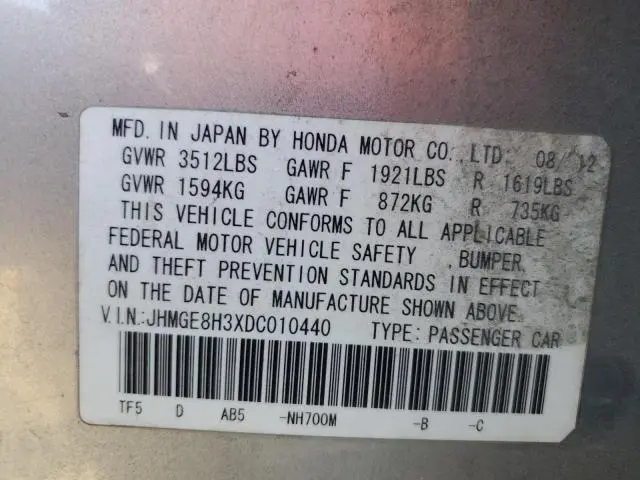 MFD. IN JAPAN BY HONDA MOTOR CO., LTD. 08/12
GVWR 3512LBS GAWR F 1921LBS R 1619LBS
GVWR 1594KG GAWR F 872KG R 735KG
THIS VEHICLE CONFORMS TO ALL APPLICABLE
FEDERAL MOTOR VEHICLE SAFETY , BUMPER,
AND THEFT PREVENTION STANDARDS IN EFFECT
ON THE DATE OF MANUFACTURE SHOWN ABOVE.
V.I.N.:JHMGE8H3XDC010440 TYPE: PASSENGER CAR
TF5 D AB5 -NH700M -B -C